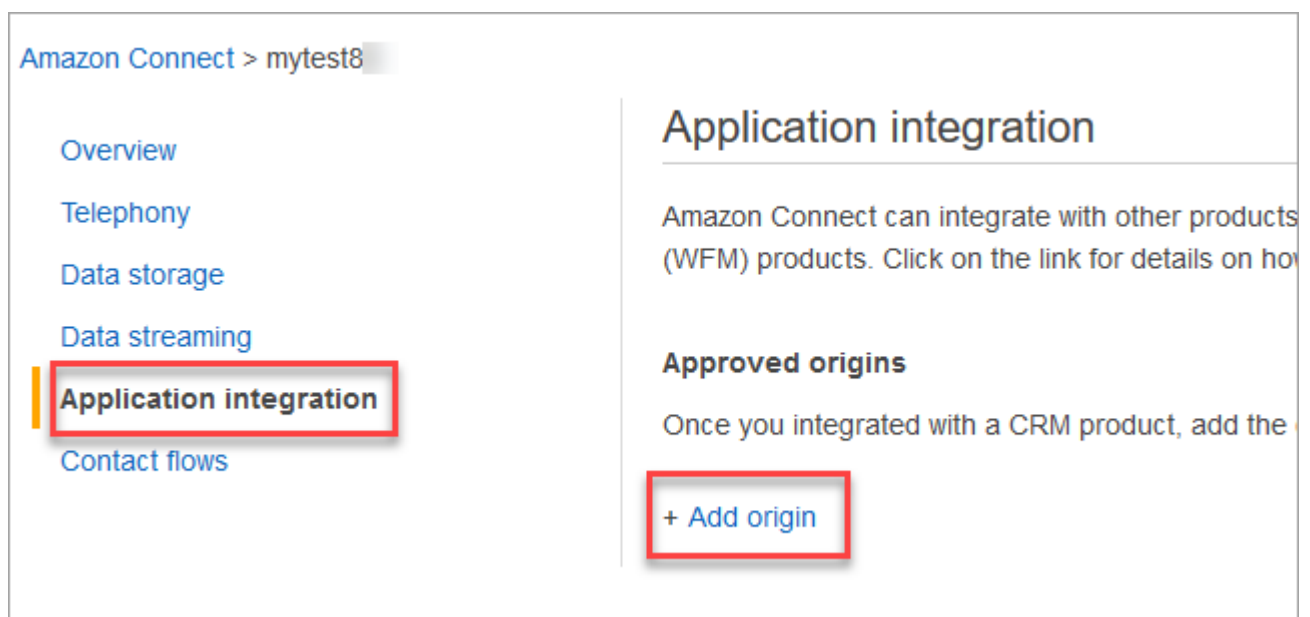 Amazon Connect > mytest8
Overview
Telephony
Data storage
Data streaming
Application integration
Contact flows
Application integration
Amazon Connect can integrate with other products
(WFM) products. Click on the link for details on how
Approved origins
Once you integrated with a CRM product, add the
+ Add origin